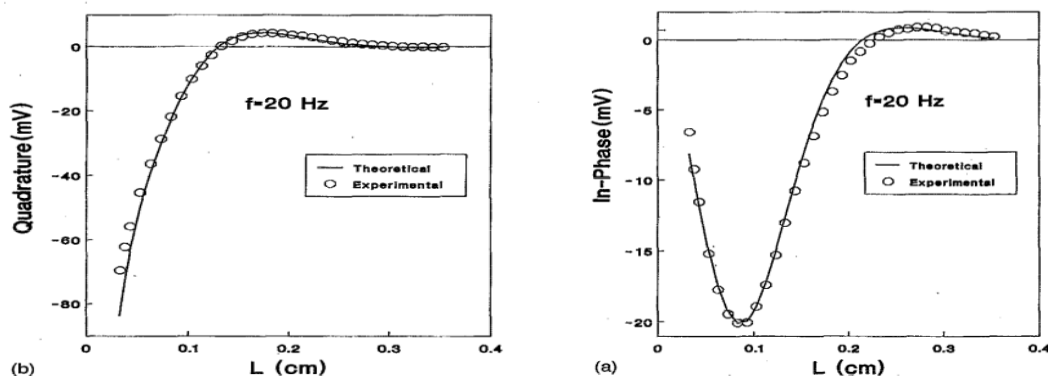 0
-20
-40
-60
-80
Quadrature(mV)
f=20 Hz
Theoretical
Experimental
0
0.1
0.2
0.3
0.4
(b)
L (cm)
0
-5
-10
-15
-20
In-Phase(mV)
f=20 Hz
Theoretical
Experimental
0
0.1
0.2
0.3
0.4
(a)
L (cm)